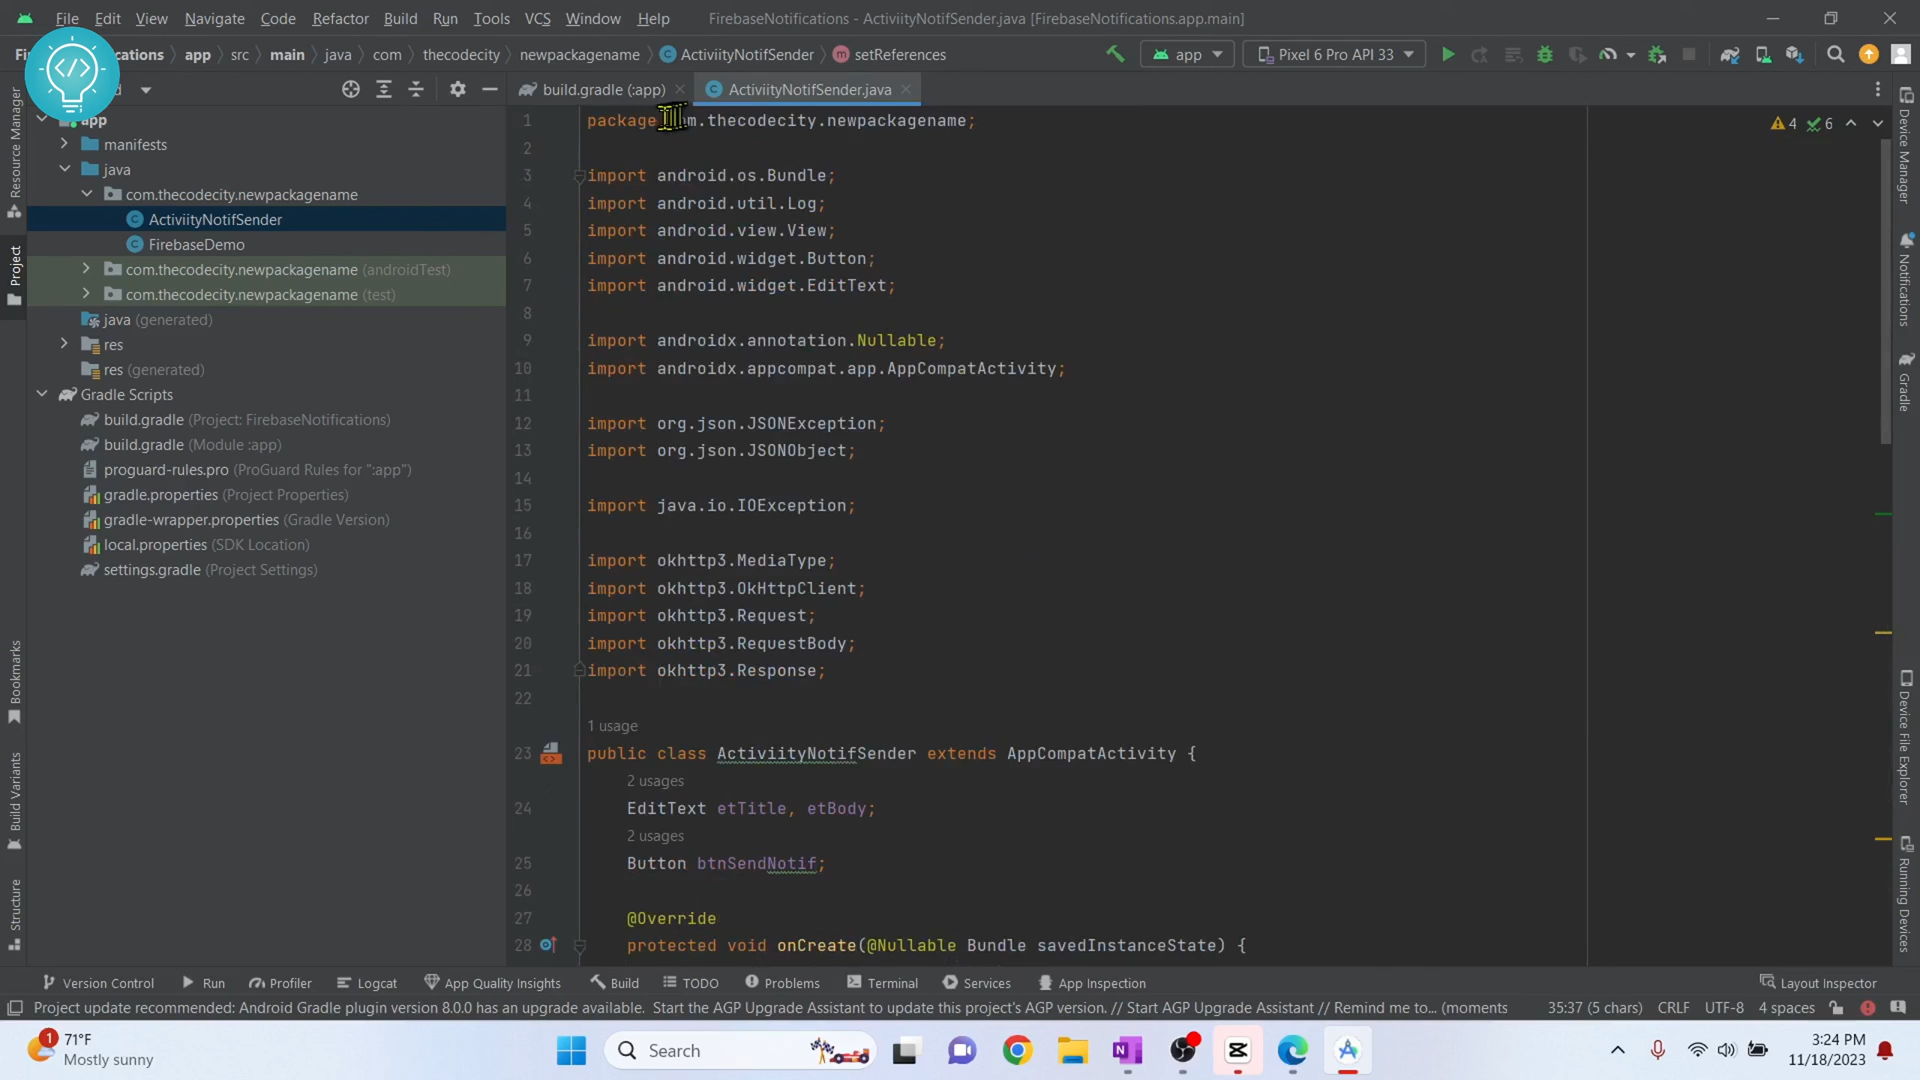 File Edit View Navigate Code Refactor Build Run Tools VCS Window Help FirebaseNotifications - ActiviityNotifSender.java [FirebaseNotifications.app.main]
cations app src main java com thecodecity newpackagename ActiviityNotifSender setReferences app Pixel 6 Pro API 33
build.gradle (:app) ActiviityNotifSender.java
app
manifests
java
com.thecodecity.newpackagename
ActiviityNotifSender
FirebaseDemo
com.thecodecity.newpackagename (androidTest)
com.thecodecity.newpackagename (test)
java (generated)
res
res (generated)
Gradle Scripts
build.gradle (Project: FirebaseNotifications)
build.gradle (Module :app)
proguard-rules.pro (ProGuard Rules for ":app")
gradle.properties (Project Properties)
gradle-wrapper.properties (Gradle Version)
local.properties (SDK Location)
settings.gradle (Project Settings)
Resource Manager
Project
Bookmarks
Build Variants
Structure
1 package m.thecodecity.newpackagename;
2
3 import android.os.Bundle;
4 import android.util.Log;
5 import android.view.View;
6 import android.widget.Button;
7 import android.widget.EditText;
8
9 import androidx.annotation.Nullable;
10 import androidx.appcompat.app.AppCompatActivity;
11
12 import org.json.JSONException;
13 import org.json.JSONObject;
14
15 import java.io.IOException;
16
17 import okhttp3.MediaType;
18 import okhttp3.OkHttpClient;
19 import okhttp3.Request;
20 import okhttp3.RequestBody;
21 import okhttp3.Response;
22
1 usage
23 public class ActiviityNotifSender extends AppCompatActivity {
2 usages
24 EditText etTitle, etBody;
2 usages
25 Button btnSendNotif;
26
27 @Override
28 protected void onCreate(@Nullable Bundle savedInstanceState) {
4 6
Device Manager
Notifications
Gradle
Device File Explorer
Running Devices
Version Control Run Profiler Logcat App Quality Insights Build TODO Problems Terminal Services App Inspection Layout Inspector
Project update recommended: Android Gradle plugin version 8.0.0 has an upgrade available. Start the AGP Upgrade Assistant to update this project's AGP version. // Start AGP Upgrade Assistant // Remind me to... (moments 35:37 (5 chars) CRLF UTF-8 4 spaces
1 71°F
Mostly sunny
Search
3:24 PM
11/18/2023